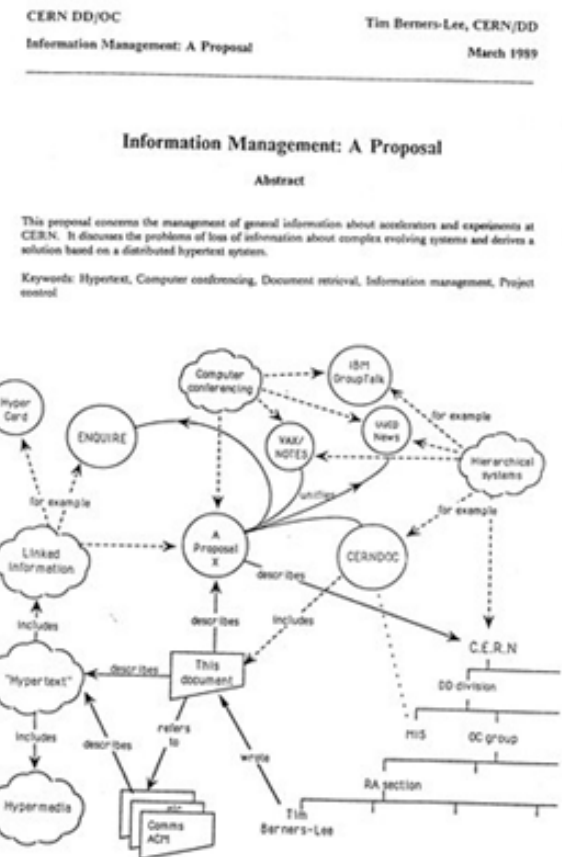 CERN DD/OC
Tim Berners-Lee, CERN/DD
Information Management: A Proposal
March 1989
Information Management: A Proposal
Abstract
This proposal concerns the management of general information about accelerators and experiments at
CERN. It discusses the problems of loss of information about complex evolving systems and derives a
solution based on a distributed hypertext system.
Keywords: Hypertext, Computer conferencing, Document retrieval, Information management, Project
control
Computer
conferencing
IBM
GroupTalk
Hyper
Card
ENQUIRE
VAX/
NOTES
uucp
News
for example
Hierarchical
systems
unifies
for example
for example
A
Proposal
X
CERNDOC
Linked
information
describes
C.E.R.N
describes
includes
includes
This
document
DD division
"Hypertext"
describes
refers
to
MIS
OC group
includes
describes
wrote
RA section
Hypermedia
etc
Comms
ACM
Tim
Berners-Lee